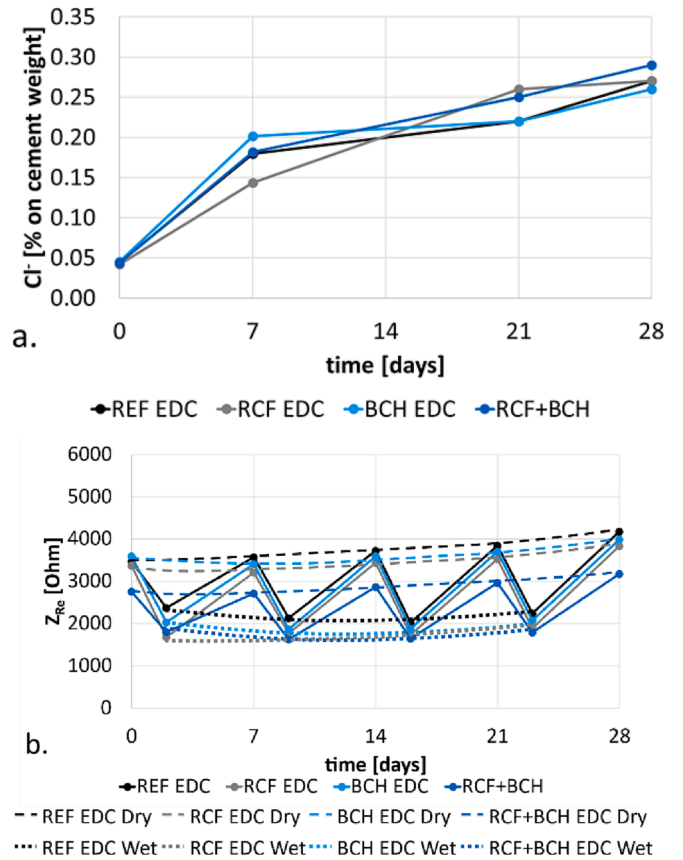 0.35
0.30
0.25
0.20
0.15
0.10
0.05
0.00
Cl⁻ [% on cement weight]
0 7 14 21 28
a.
time [days]
REF EDC RCF EDC BCH EDC RCF+BCH
6000
5000
4000
3000
2000
1000
0
Z_Re [Ohm]
0 7 14 21 28
b.
time [days]
REF EDC RCF EDC BCH EDC RCF+BCH
REF EDC Dry RCF EDC Dry BCH EDC Dry RCF+BCH EDC Dry
REF EDC Wet RCF EDC Wet BCH EDC Wet RCF+BCH EDC Wet